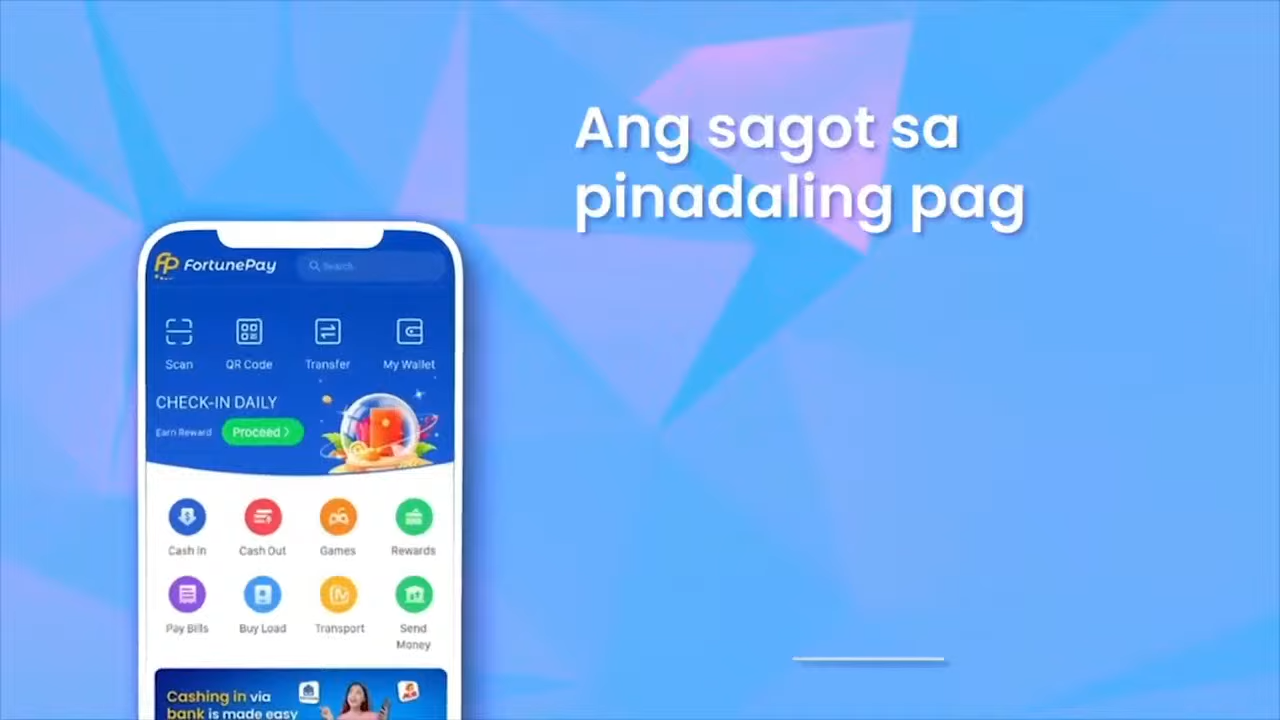 Ang sagot sa
pinadaling pag
FortunePay
Search
Scan
QR Code
Transfer
My Wallet
CHECK-IN DAILY
Earn Reward
Proceed >
Cash In
Cash Out
Games
Rewards
Pay Bills
Buy Load
Transport
Send
Money
Cashing in via
bank is made easy